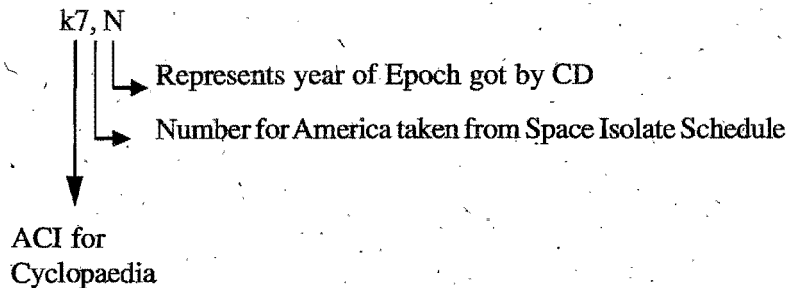 k7, N
Represents year of Epoch got by CD
Number for America taken from Space Isolate Schedule
ACI for
Cyclopaedia